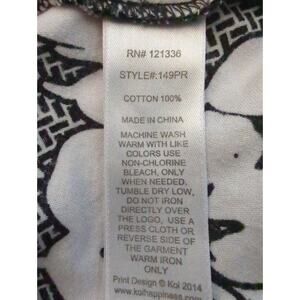 RN# 121336
STYLE#:149PR
COTTON 100%
MADE IN CHINA
MACHINE WASH
WARM WITH LIKE
COLORS USE
NON-CHLORINE
BLEACH, ONLY
WHEN NEEDED.
TUMBLE DRY LOW,
DO NOT IRON
DIRECTLY OVER
THE LOGO, USE A
PRESS CLOTH OR
REVERSE SIDE OF
THE GARMENT
WARM IRON
ONLY
Print Design © Koi 2014
www.koihappiness.com